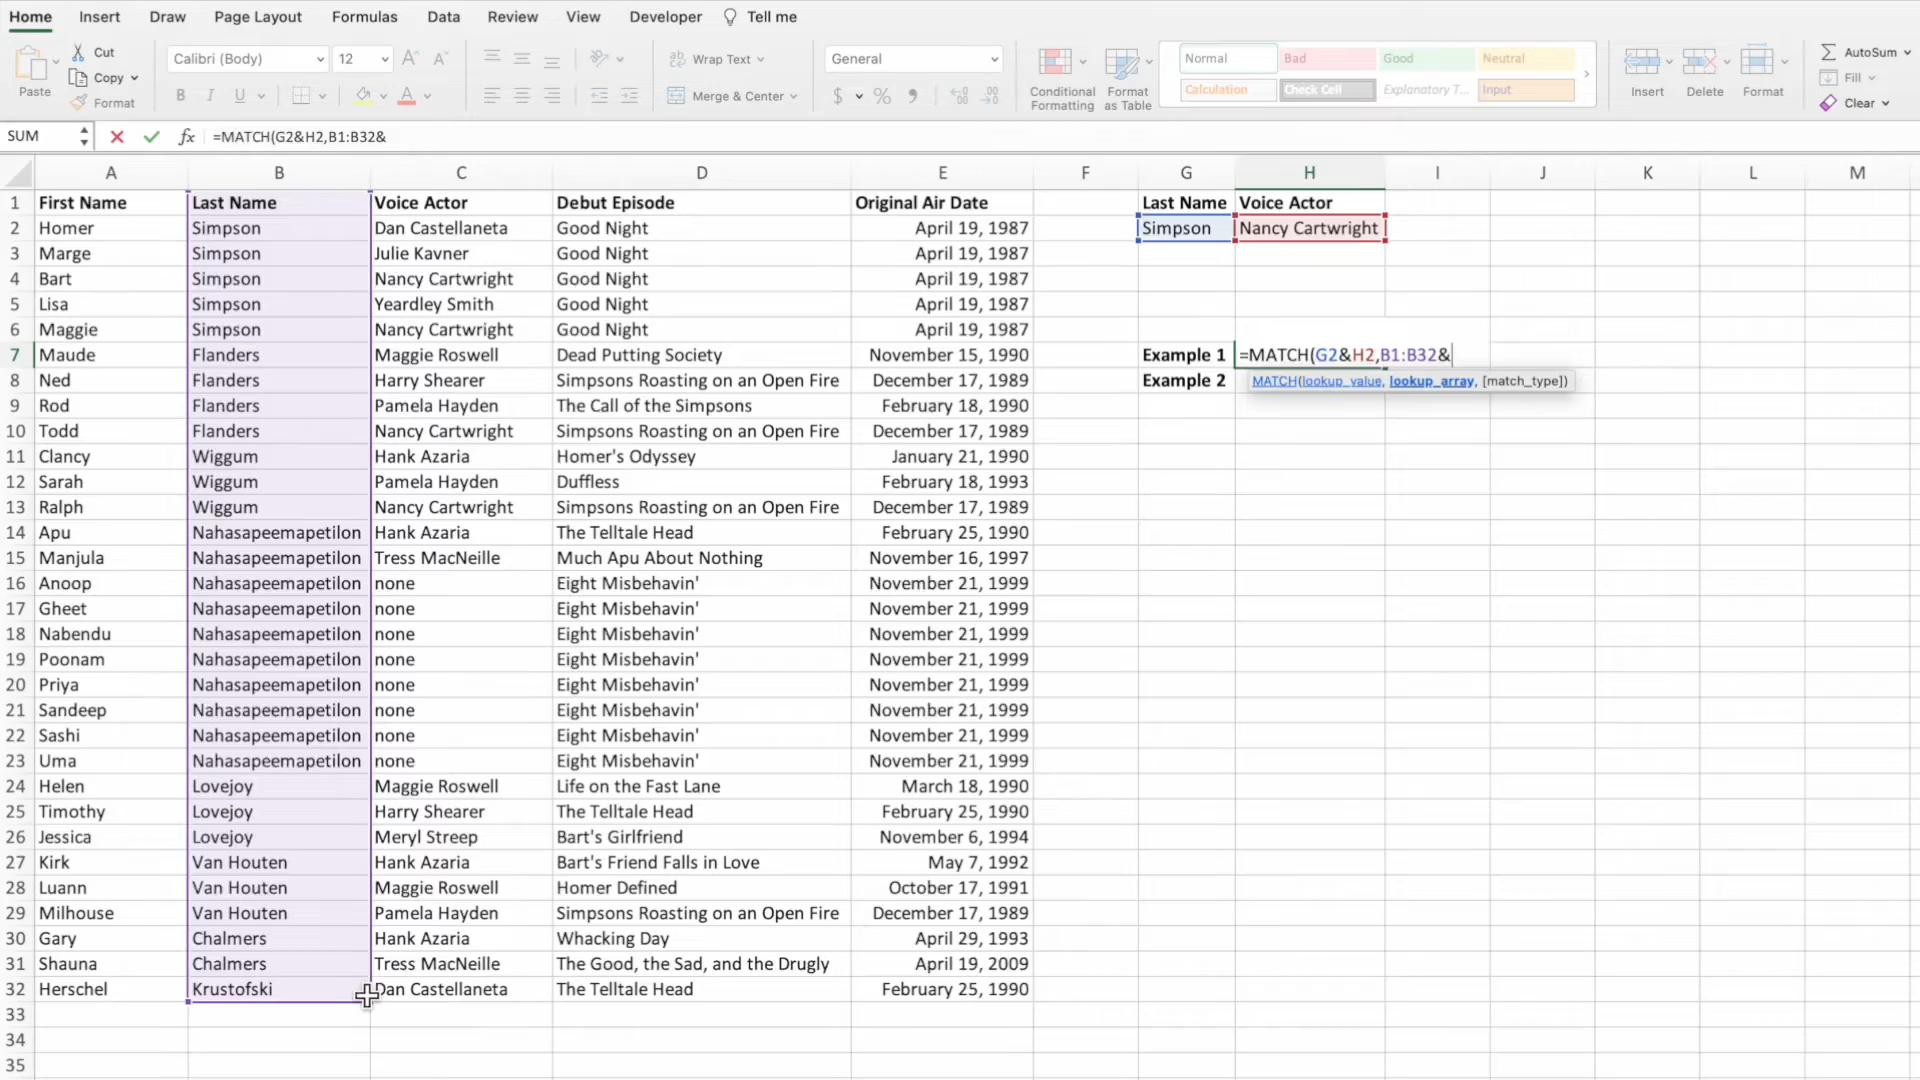 Home Insert Draw Page Layout Formulas Data Review View Developer Tell me
Paste Cut Copy Format
Calibri (Body) 12
B I U
Wrap Text
Merge & Center
General
$ % 9
Conditional Formatting
Format as Table
Normal Bad Good Neutral
Calculation Check Cell Explanatory T... Input
Insert Delete Format
AutoSum
Fill
Clear
SUM fx =MATCH(G2&H2,B1:B32&
A B C D E F G H I J K L M
1 First Name Last Name Voice Actor Debut Episode Original Air Date Last Name Voice Actor
2 Homer Simpson Dan Castellaneta Good Night April 19, 1987 Simpson Nancy Cartwright
3 Marge Simpson Julie Kavner Good Night April 19, 1987
4 Bart Simpson Nancy Cartwright Good Night April 19, 1987
5 Lisa Simpson Yeardley Smith Good Night April 19, 1987
6 Maggie Simpson Nancy Cartwright Good Night April 19, 1987
7 Maude Flanders Maggie Roswell Dead Putting Society November 15, 1990 Example 1 =MATCH(G2&H2,B1:B32&
8 Ned Flanders Harry Shearer Simpsons Roasting on an Open Fire December 17, 1989 Example 2 MATCH(lookup_value, lookup_array, [match_type])
9 Rod Flanders Pamela Hayden The Call of the Simpsons February 18, 1990
10 Todd Flanders Nancy Cartwright Simpsons Roasting on an Open Fire December 17, 1989
11 Clancy Wiggum Hank Azaria Homer's Odyssey January 21, 1990
12 Sarah Wiggum Pamela Hayden Duffless February 18, 1993
13 Ralph Wiggum Nancy Cartwright Simpsons Roasting on an Open Fire December 17, 1989
14 Apu Nahasapeemapetilon Hank Azaria The Telltale Head February 25, 1990
15 Manjula Nahasapeemapetilon Tress MacNeille Much Apu About Nothing November 16, 1997
16 Anoop Nahasapeemapetilon none Eight Misbehavin' November 21, 1999
17 Gheet Nahasapeemapetilon none Eight Misbehavin' November 21, 1999
18 Nabendu Nahasapeemapetilon none Eight Misbehavin' November 21, 1999
19 Poonam Nahasapeemapetilon none Eight Misbehavin' November 21, 1999
20 Priya Nahasapeemapetilon none Eight Misbehavin' November 21, 1999
21 Sandeep Nahasapeemapetilon none Eight Misbehavin' November 21, 1999
22 Sashi Nahasapeemapetilon none Eight Misbehavin' November 21, 1999
23 Uma Nahasapeemapetilon none Eight Misbehavin' November 21, 1999
24 Helen Lovejoy Maggie Roswell Life on the Fast Lane March 18, 1990
25 Timothy Lovejoy Harry Shearer The Telltale Head February 25, 1990
26 Jessica Lovejoy Meryl Streep Bart's Girlfriend November 6, 1994
27 Kirk Van Houten Hank Azaria Bart's Friend Falls in Love May 7, 1992
28 Luann Van Houten Maggie Roswell Homer Defined October 17, 1991
29 Milhouse Van Houten Pamela Hayden Simpsons Roasting on an Open Fire December 17, 1989
30 Gary Chalmers Hank Azaria Whacking Day April 29, 1993
31 Shauna Chalmers Tress MacNeille The Good, the Sad, and the Drugly April 19, 2009
32 Herschel Krustofski Dan Castellaneta The Telltale Head February 25, 1990
33
34
35